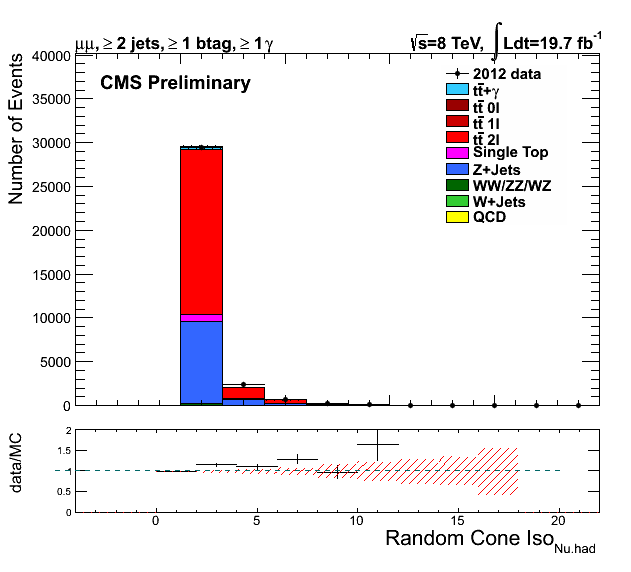 μμ, ≥ 2 jets, ≥ 1 btag, ≥ 1 γ
√s=8 TeV, ∫Ldt=19.7 fb⁻¹
Number of Events
40000
35000
30000
25000
20000
15000
10000
5000
0
CMS Preliminary
2012 data
tt̄+γ
tt̄ 0l
tt̄ 1l
tt̄ 2l
Single Top
Z+Jets
WW/ZZ/WZ
W+Jets
QCD
data/MC
2
1.5
1
0.5
0
0 5 10 15 20
Random Cone Iso Nu.had